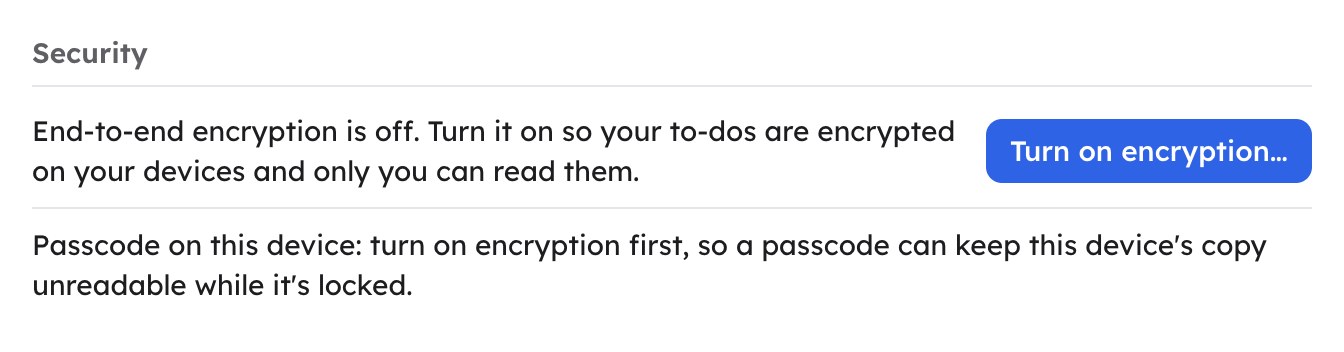 Security
End-to-end encryption is off. Turn it on so your to-dos are encrypted
on your devices and only you can read them.
Turn on encryption...
Passcode on this device: turn on encryption first, so a passcode can keep this device's copy
unreadable while it's locked.